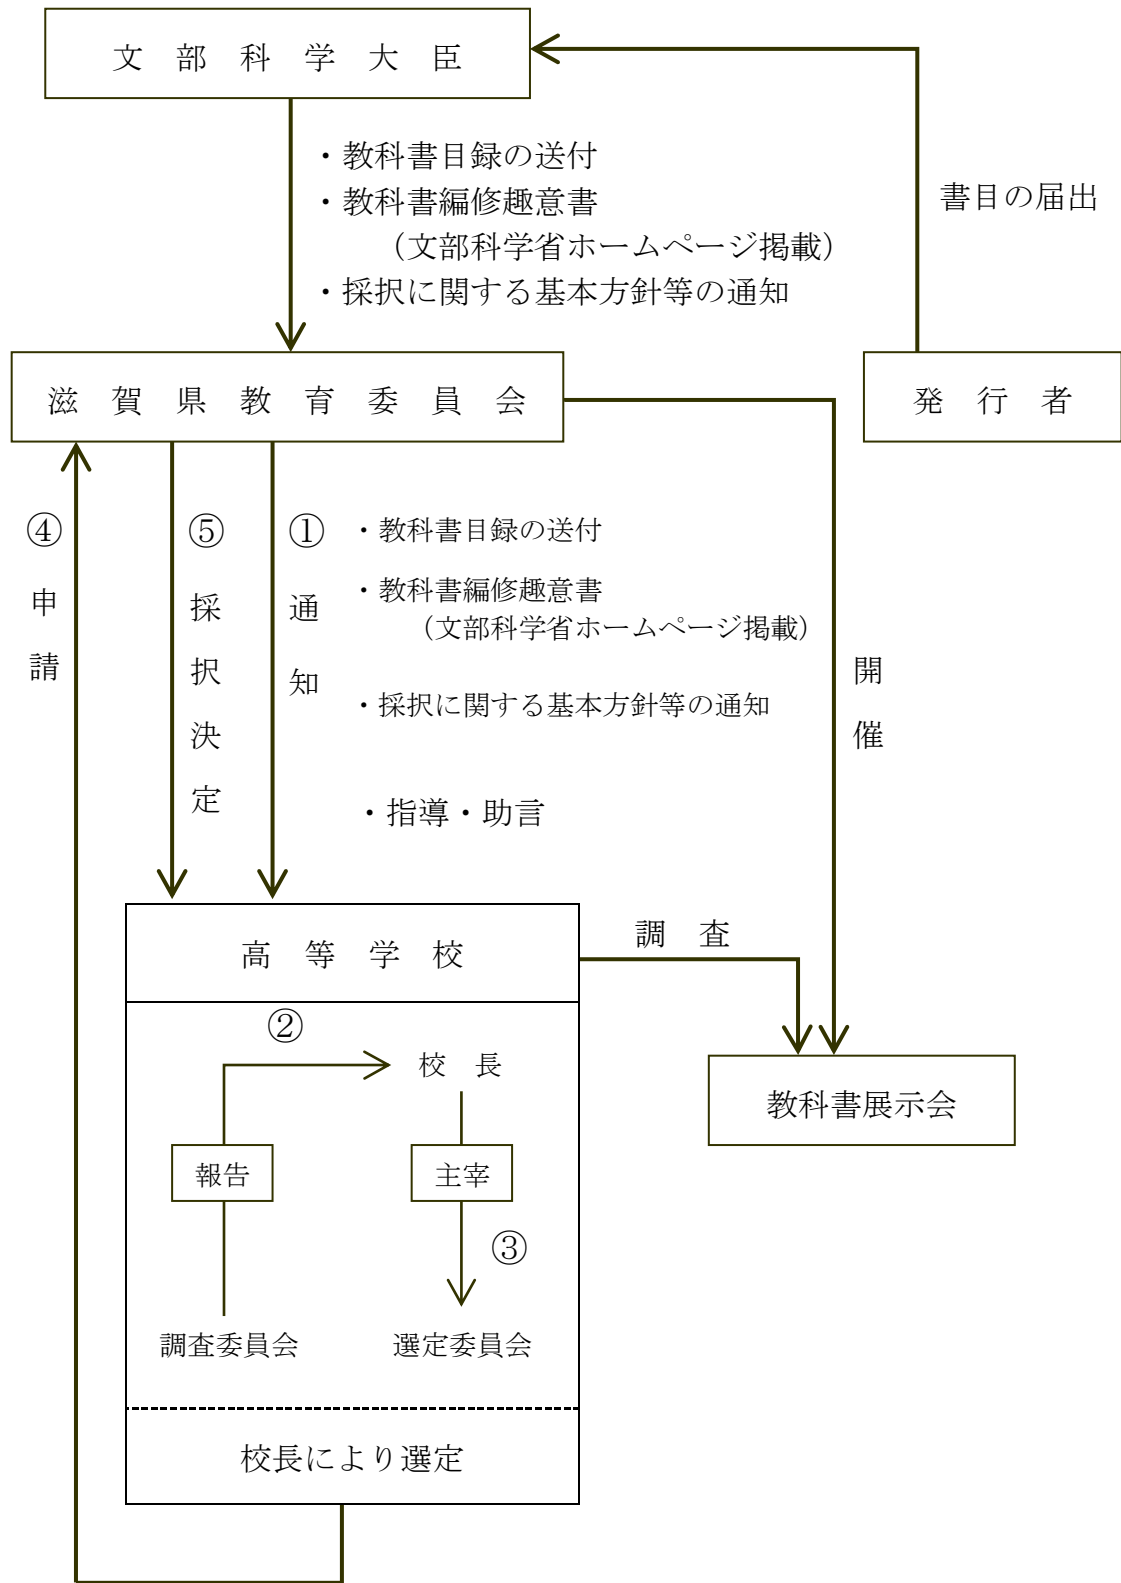 文部科学大臣
・教科書目録の送付
・教科書編修趣意書
（文部科学省ホームページ掲載）
・採択に関する基本方針等の通知
書目の届出
滋賀県教育委員会
発行者
④申請
⑤採択決定
①通知
・教科書目録の送付
・教科書編修趣意書
（文部科学省ホームページ掲載）
・採択に関する基本方針等の通知
・指導・助言
開催
高等学校
調査
②
校長
教科書展示会
報告
主宰
③
調査委員会
選定委員会
校長により選定